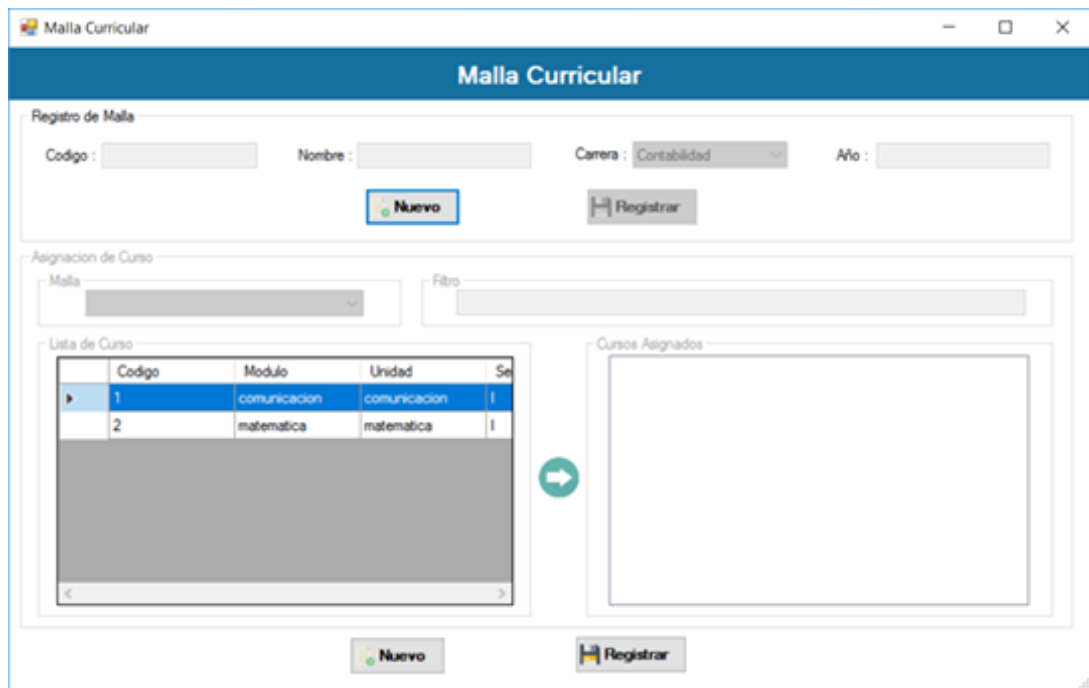 Malla Curricular
Malla Curricular
Registro de Malla
Codigo : Nombre : Carrera : Contabilidad Año :
Nuevo Registrar
Asignacion de Curso
Malla Filtro
Lista de Curso Cursos Asignados
Codigo Modulo Unidad Se
1 comunicacion comunicacion I
2 matematica matematica I
Nuevo Registrar